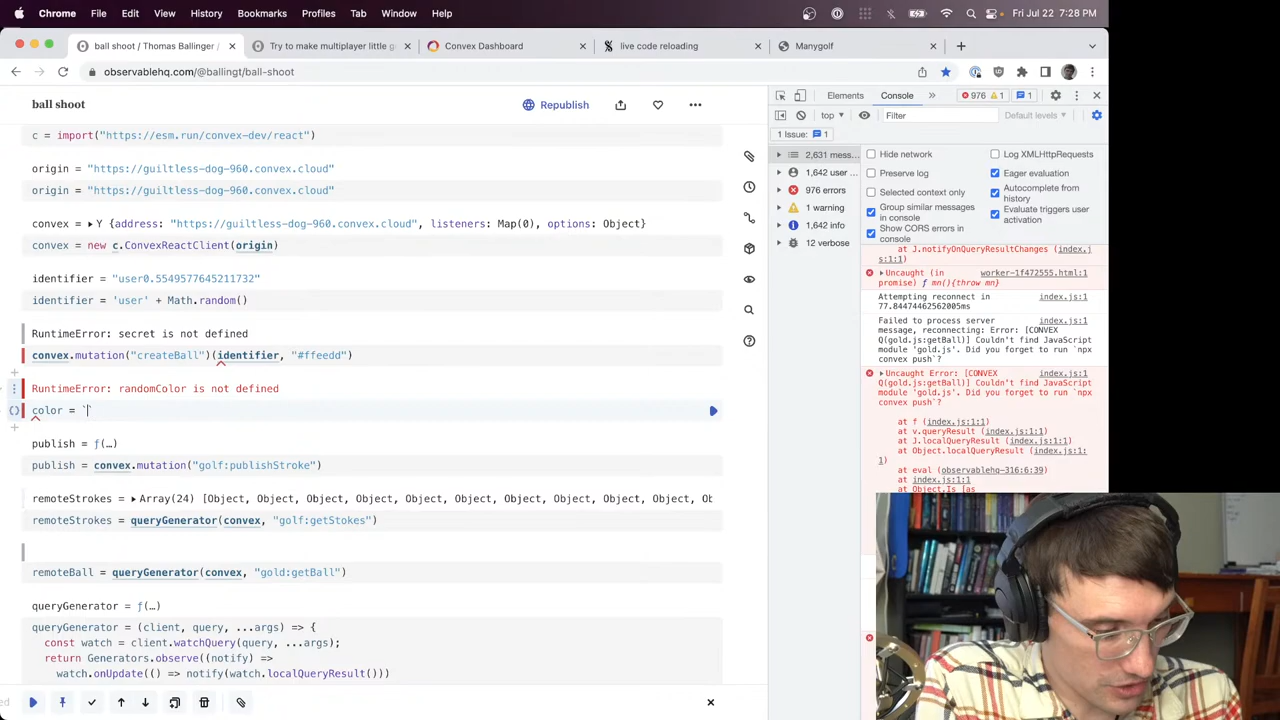 Chrome File Edit View History Bookmarks Profiles Tab Window Help Fri Jul 22 7:28 PM
ball shoot / Thomas Ballinger /
Try to make multiplayer little g
Convex Dashboard
live code reloading
Manygolf
observablehq.com/@ballingt/ball-shoot
ball shoot
Republish
c = import("https://esm.run/convex-dev/react")
origin = "https://guiltless-dog-960.convex.cloud"
origin = "https://guiltless-dog-960.convex.cloud"
convex = Y {address: "https://guiltless-dog-960.convex.cloud", listeners: Map(0), options: Object}
convex = new c.ConvexReactClient(origin)
identifier = "user0.5549577645211732"
identifier = 'user' + Math.random()
RuntimeError: secret is not defined
convex.mutation("createBall")(identifier, "#ffeedd")
RuntimeError: randomColor is not defined
color = `
publish = ƒ(…)
publish = convex.mutation("golf:publishStroke")
remoteStrokes = Array(24) [Object, Object, Object, Object, Object, Object, Object, Object, Object, Object, Ob
remoteStrokes = queryGenerator(convex, "golf:getStokes")
remoteBall = queryGenerator(convex, "gold:getBall")
queryGenerator = ƒ(…)
queryGenerator = (client, query, ...args) => {
const watch = client.watchQuery(query, ...args);
return Generators.observe((notify) =>
watch.onUpdate(() => notify(watch.localQueryResult()))
ed
Elements Console » 976 1 1
top Filter Default levels
1 Issue: 1
2,631 mess...
1,642 user ...
976 errors
1 warning
1,642 info
12 verbose
Hide network
Preserve log
Selected context only
Group similar messages in console
Show CORS errors in console
Log XMLHttpRequests
Eager evaluation
Autocomplete from history
Evaluate triggers user activation
at J.notifyOnQueryResultChanges (index.j
s:1:1)
Uncaught (in worker-1f472555.html:1
promise) ƒ mn(){throw mn}
Attempting reconnect in index.js:1
77.84474462562005ms
Failed to process server index.js:1
message, reconnecting: Error: [CONVEX
Q(gold.js:getBall)] Couldn't find JavaScript
module 'gold.js'. Did you forget to run `npx
convex push`?
Uncaught Error: [CONVEX index.js:1
Q(gold.js:getBall)] Couldn't find JavaScript
module 'gold.js'. Did you forget to run `npx
convex push`?
at f (index.js:1:1)
at v.queryResult (index.js:1:1)
at J.localQueryResult (index.js:1:1)
at Object.localQueryResult (index.js:1:
1)
at eval (observablehq-316:6:39)
at index.js:1:1
at Object.Is [as